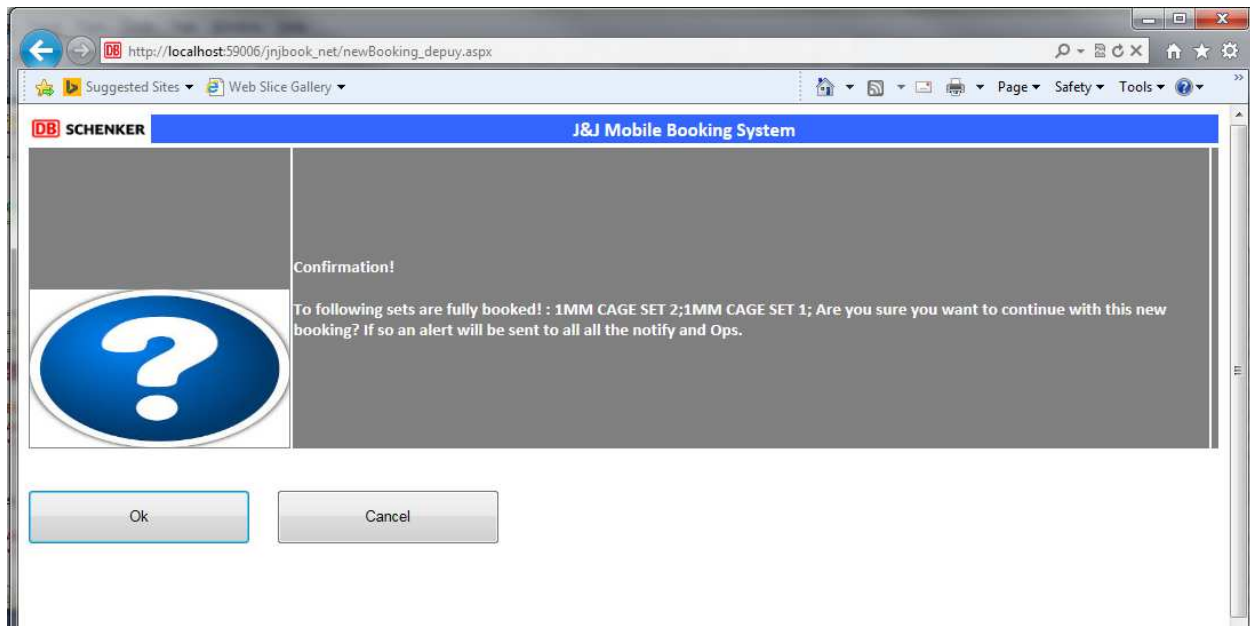 http://localhost:59006/jnjbook_net/newBooking_depuy.aspx
Suggested Sites Web Slice Gallery Page Safety Tools
DB SCHENKER J&J Mobile Booking System
Confirmation!
To following sets are fully booked! : 1MM CAGE SET 2;1MM CAGE SET 1; Are you sure you want to continue with this new
booking? If so an alert will be sent to all all the notify and Ops.
Ok Cancel